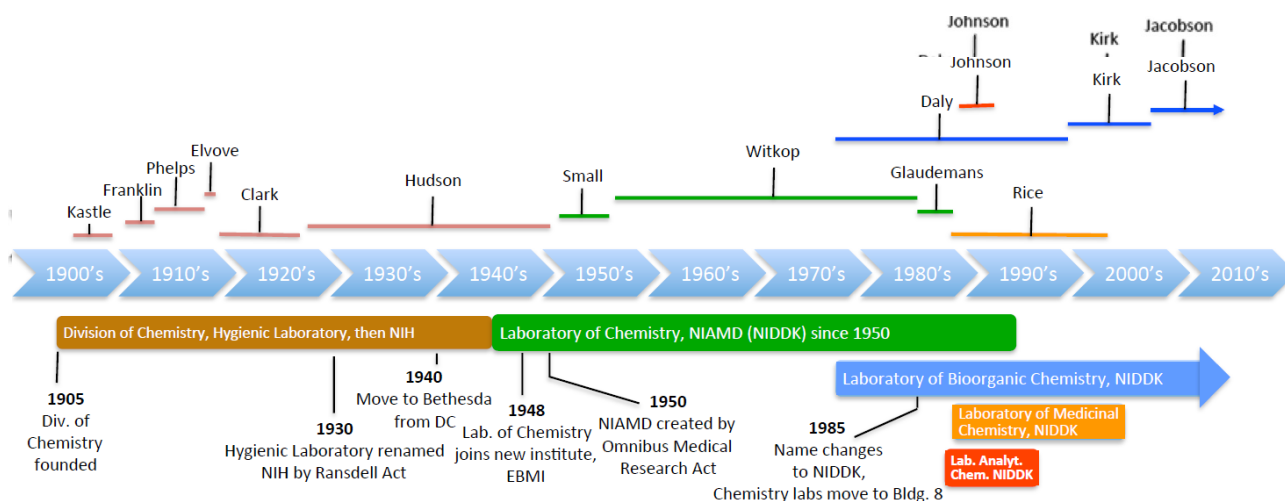 Johnson
Kirk
Jacobson
Johnson
Kirk
Jacobson
Daly
Elvove
Phelps
Franklin
Kastle
Clark
Hudson
Small
Witkop
Glaudemans
Rice
1900's
1910's
1920's
1930's
1940's
1950's
1960's
1970's
1980's
1990's
2000's
2010's
Division of Chemistry, Hygienic Laboratory, then NIH
Laboratory of Chemistry, NIAMD (NIDDK) since 1950
Laboratory of Bioorganic Chemistry, NIDDK
Laboratory of Medicinal
Chemistry, NIDDK
Lab. Analyt.
Chem. NIDDK
1905
Div. of
Chemistry
founded
1930
Hygienic Laboratory renamed
NIH by Ransdell Act
1940
Move to Bethesda
from DC
1948
Lab. of Chemistry
joins new institute,
EBMI
1950
NIAMD created by
Omnibus Medical
Research Act
1985
Name changes
to NIDDK,
Chemistry labs move to Bldg. 8